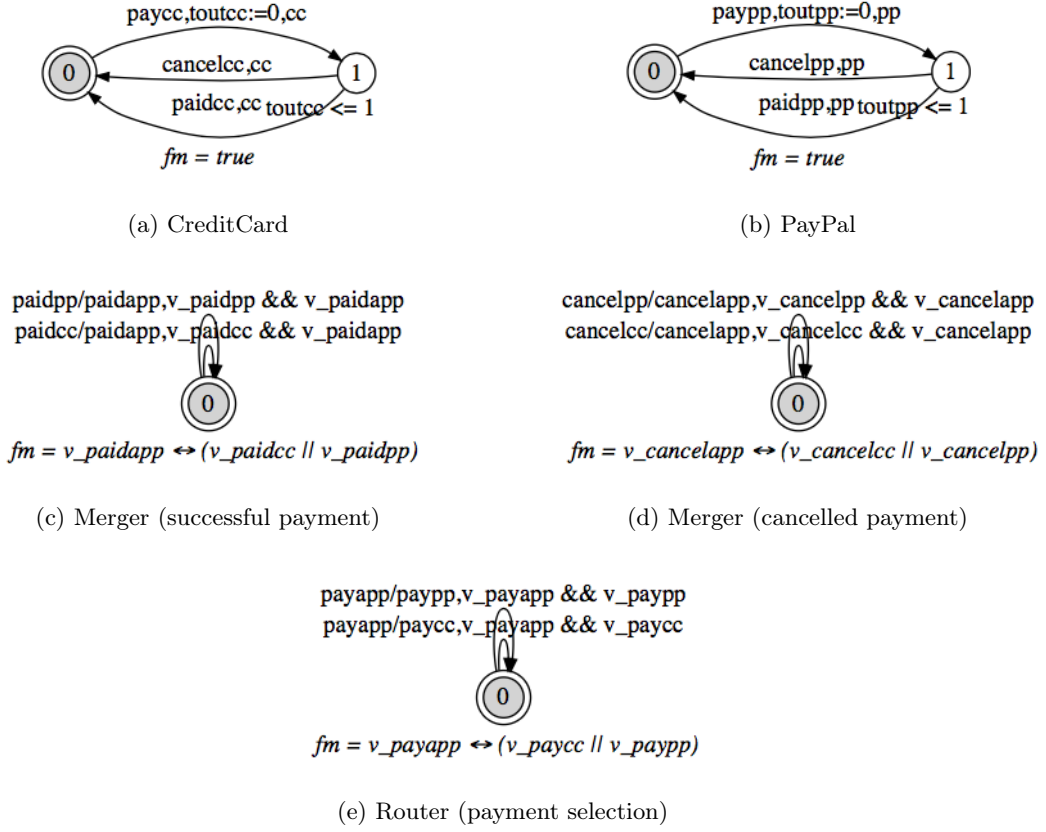 paycc,toutcc:=0,cc
0
cancelcc,cc
1
paidcc,cc
toutcc <= 1
fm = true
(a) CreditCard
paypp,toutpp:=0,pp
0
cancelpp,pp
1
paidpp,pp
toutpp <= 1
fm = true
(b) PayPal
paidpp/paidapp,v_paidpp && v_paidapp
paidcc/paidapp,v_paidcc && v_paidapp
0
fm = v_paidapp ↔ (v_paidcc || v_paidpp)
(c) Merger (successful payment)
cancelpp/cancelapp,v_cancelpp && v_cancelapp
cancelcc/cancelapp,v_cancelcc && v_cancelapp
0
fm = v_cancelapp ↔ (v_cancelcc || v_cancelpp)
(d) Merger (cancelled payment)
payapp/paypp,v_payapp && v_paypp
payapp/paycc,v_payapp && v_paycc
0
fm = v_payapp ↔ (v_paycc || v_paypp)
(e) Router (payment selection)